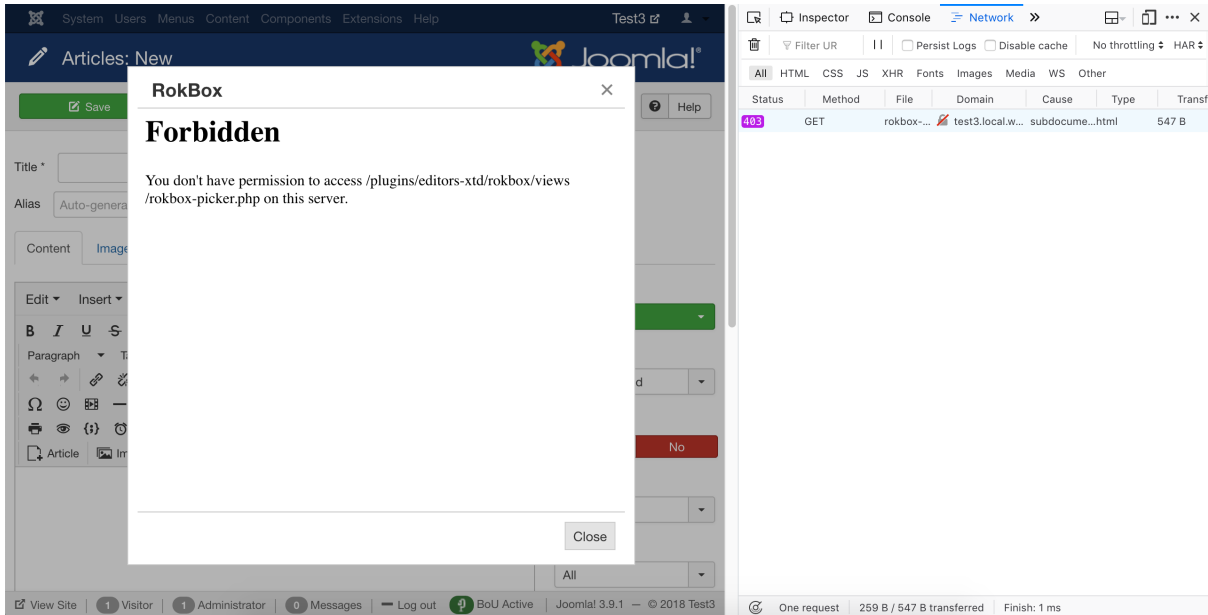 System Users Menus Content Components Extensions Help Test3
Articles: New
Joomla!®
Save
Help
RokBox
×
Forbidden
You don't have permission to access /plugins/editors-xtd/rokbox/views
/rokbox-picker.php on this server.
Close
Title *
Alias Auto-genera
Content Image
Edit Insert
B I U S
Paragraph
Ω
{;}
Article Im
d
No
All
View Site 1 Visitor 1 Administrator 0 Messages Log out BoU Active Joomla! 3.9.1 — © 2018 Test3
Inspector Console Network
Filter UR Persist Logs Disable cache No throttling HAR
All HTML CSS JS XHR Fonts Images Media WS Other
Status Method File Domain Cause Type Transf
403 GET rokbox-... test3.local.w... subdocume...html 547 B
One request 259 B / 547 B transferred Finish: 1 ms